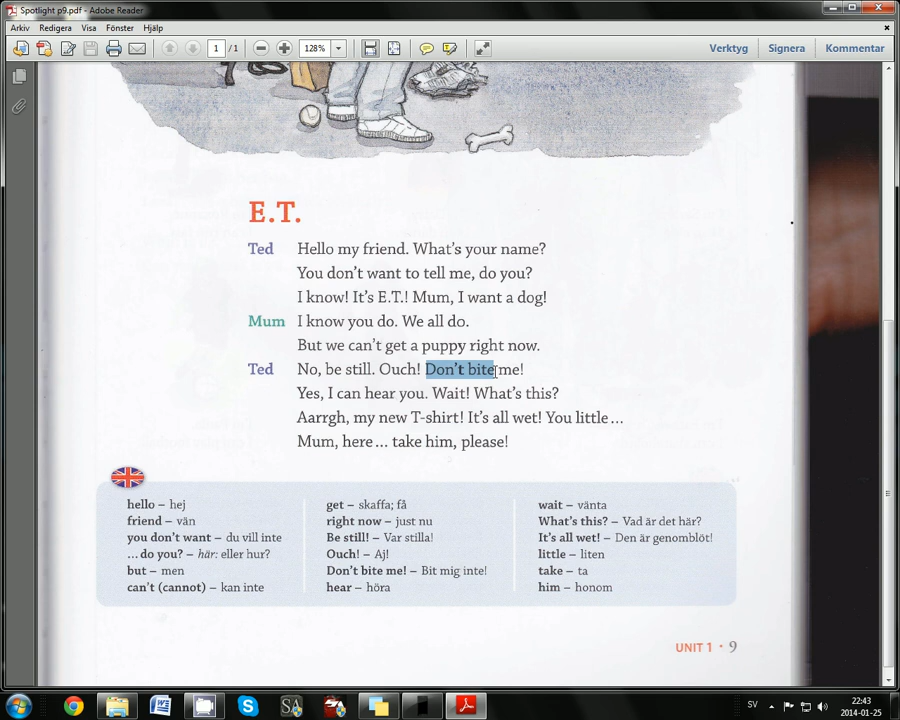 Spotlight p9.pdf - Adobe Reader
Arkiv Redigera Visa Fönster Hjälp
1 / 1 128% Verktyg Signera Kommentar
E.T.
Ted Hello my friend. What's your name?
You don't want to tell me, do you?
I know! It's E.T.! Mum, I want a dog!
Mum I know you do. We all do.
But we can't get a puppy right now.
Ted No, be still. Ouch! Don't bite me!
Yes, I can hear you. Wait! What's this?
Aarrgh, my new T-shirt! It's all wet! You little ...
Mum, here ... take him, please!
hello – hej
friend – vän
you don't want – du vill inte
... do you? – här: eller hur?
but – men
can't (cannot) – kan inte
get – skaffa; få
right now – just nu
Be still! – Var stilla!
Ouch! – Aj!
Don't bite me! – Bit mig inte!
hear – höra
wait – vänta
What's this? – Vad är det här?
It's all wet! – Den är genomblöt!
little – liten
take – ta
him – honom
UNIT 1 • 9
SV 22:43
2014-01-25